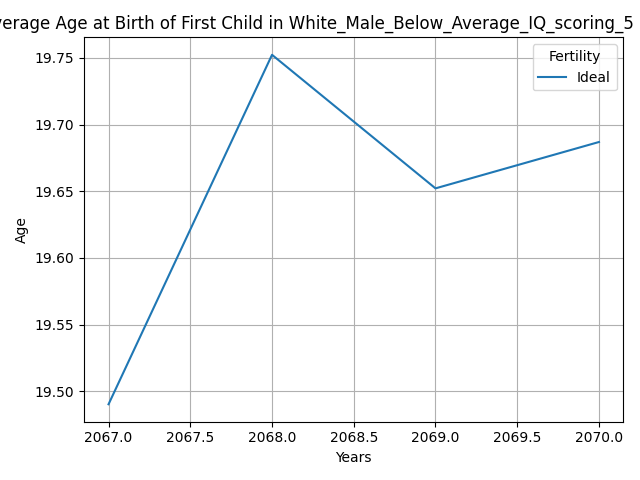 verage Age at Birth of First Child in White_Male_Below_Average_IQ_scoring_5
Fertility
Ideal
19.75
19.70
19.65
19.60
19.55
19.50
Age
2067.0 2067.5 2068.0 2068.5 2069.0 2069.5 2070.0
Years